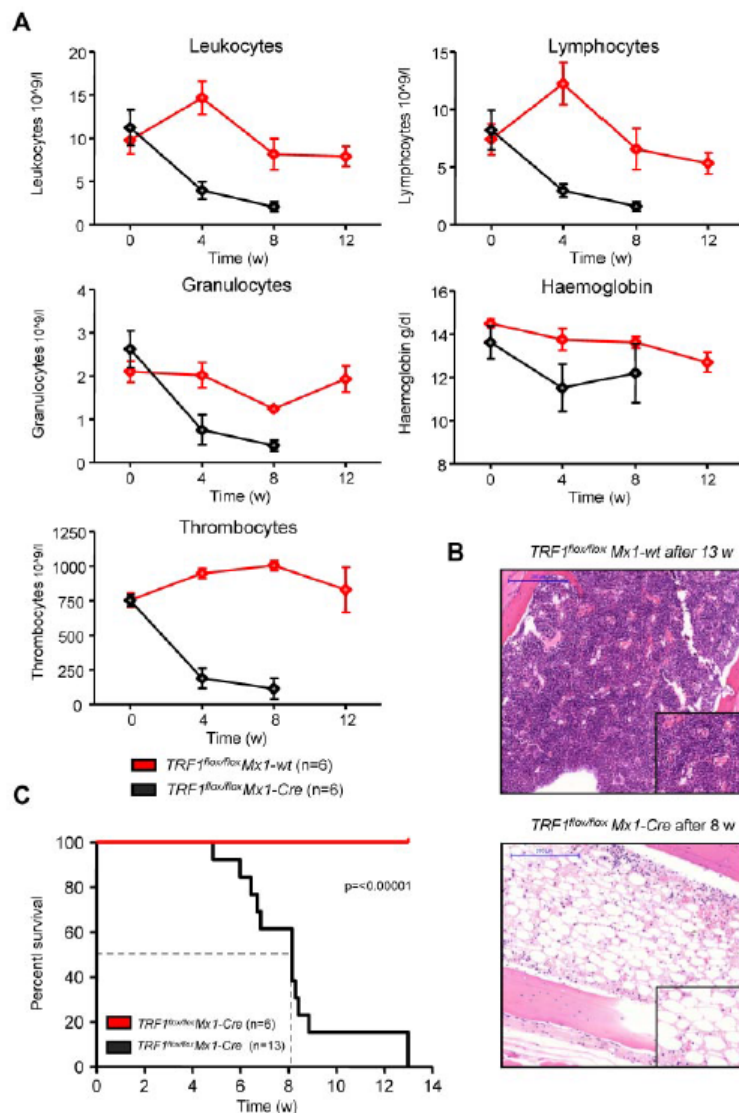 A
Leukocytes
Leukocytes 10^9/l
20
15
10
5
0
0 4 8 12
Time (w)
Lymphocytes
Lymphcoytes 10^9/l
15
10
5
0
0 4 8 12
Time (w)
Granulocytes
Granulocytes 10^9/l
4
3
2
1
0
0 4 8 12
Time (w)
Haemoglobin
Haemoglobin g/dl
16
14
12
10
8
0 4 8 12
Time (w)
Thrombocytes
Thrombocytes 10^9/l
1250
1000
750
500
250
0
0 4 8 12
Time (w)
TRF1flox/flox Mx1-wt (n=6)
TRF1flox/flox Mx1-Cre (n=6)
B
TRF1flox/flox Mx1-wt after 13 w
TRF1flox/flox Mx1-Cre after 8 w
C
Percentl survival
100
80
60
40
20
0
p=<0.00001
TRF1flox/flox Mx1-Cre (n=6)
TRF1flox/flox Mx1-Cre (n=13)
0 2 4 6 8 10 12 14
Time (w)